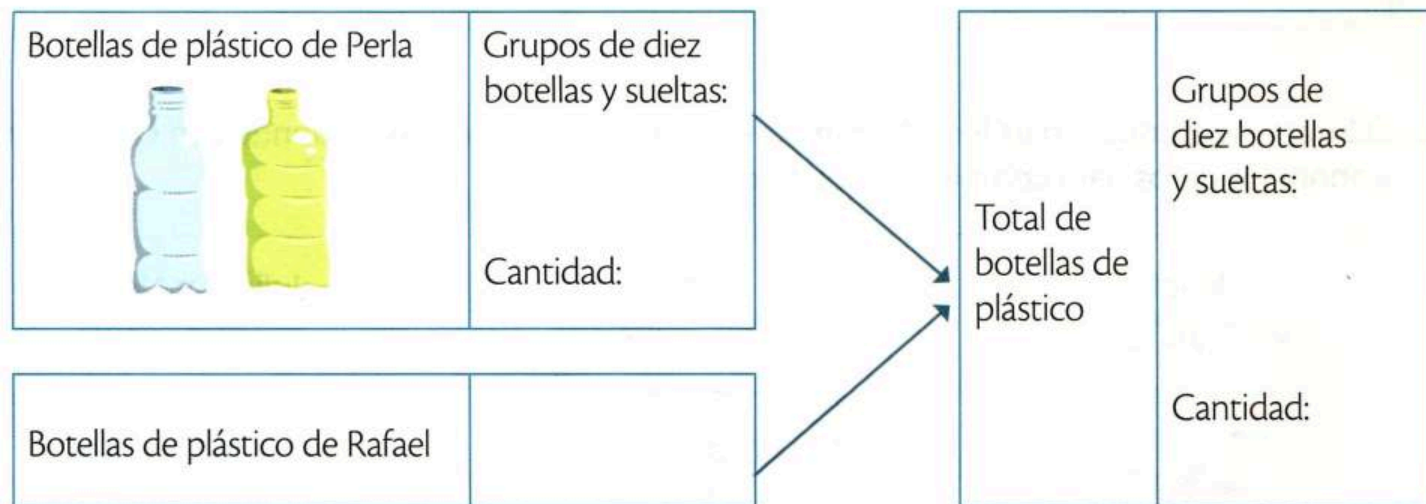 Botellas de plástico de Perla
Grupos de diez
botellas y sueltas:
Cantidad:
Botellas de plástico de Rafael
Total de
botellas de
plástico
Grupos de
diez botellas
y sueltas:
Cantidad: